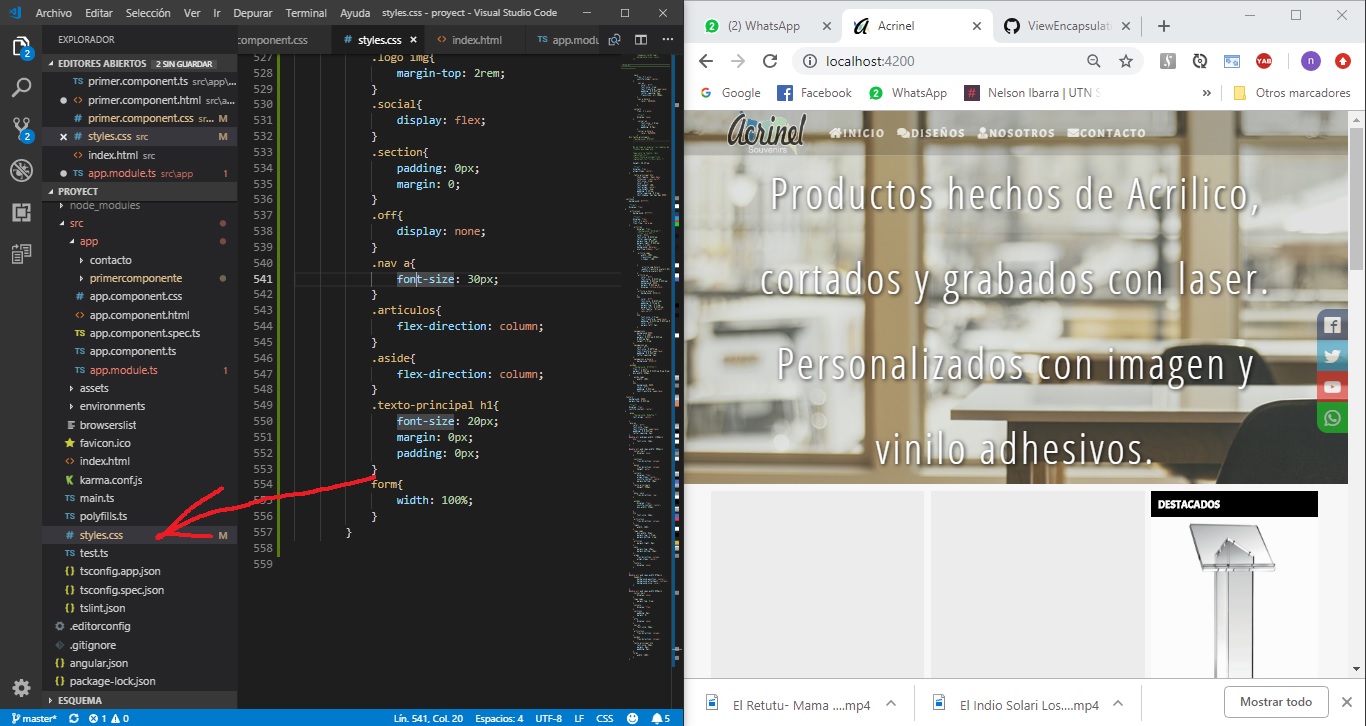 Archivo Editar Selección Ver Ir Depurar Terminal Ayuda styles.css - proyect - Visual Studio Code
EXPLORADOR
EDITORES ABIERTOS 2 SIN GUARDAR
TS primer.component.ts src\app\...
<> primer.component.html src\a...
# primer.component.css sr... M
# styles.css src M
<> index.html src
TS app.module.ts src\app 1
PROYECT
node_modules
src
app
contacto
primercomponente
# app.component.css
<> app.component.html
TS app.component.spec.ts
TS app.component.ts
TS app.module.ts 1
assets
environments
browserslist
favicon.ico
<> index.html
karma.conf.js
TS main.ts
TS polyfills.ts
# styles.css M
TS test.ts
{} tsconfig.app.json
{} tsconfig.spec.json
{} tslint.json
.editorconfig
.gitignore
{} angular.json
{} package-lock.json
ESQUEMA
2
2
component.css # styles.css <> index.html TS app.modu
527 .logo img{
528 margin-top: 2rem;
529 }
530 .social{
531 display: flex;
532 }
533 .section{
534 padding: 0px;
535 margin: 0;
536 }
537 .off{
538 display: none;
539 }
540 .nav a{
541 font-size: 30px;
542 }
543 .articulos{
544 flex-direction: column;
545 }
546 .aside{
547 flex-direction: column;
548 }
549 .texto-principal h1{
550 font-size: 20px;
551 margin: 0px;
552 padding: 0px;
553 }
554 form{
555 width: 100%;
556 }
557 }
558
559
master* 1 0 Lín. 541, Col. 20 Espacios: 4 UTF-8 LF CSS 5
2 (2) WhatsApp Acrinel ViewEncapsulati
localhost:4200 YAB n
Google Facebook 2 WhatsApp # Nelson Ibarra | UTN S » Otros marcadores
Acrinel
Souvenirs
INICIO DISEÑOS NOSOTROS CONTACTO
Productos hechos de Acrilico,
cortados y grabados con laser.
Personalizados con imagen y
vinilo adhesivos.
DESTACADOS
El Retutu- Mama ....mp4 El Indio Solari Los....mp4 Mostrar todo